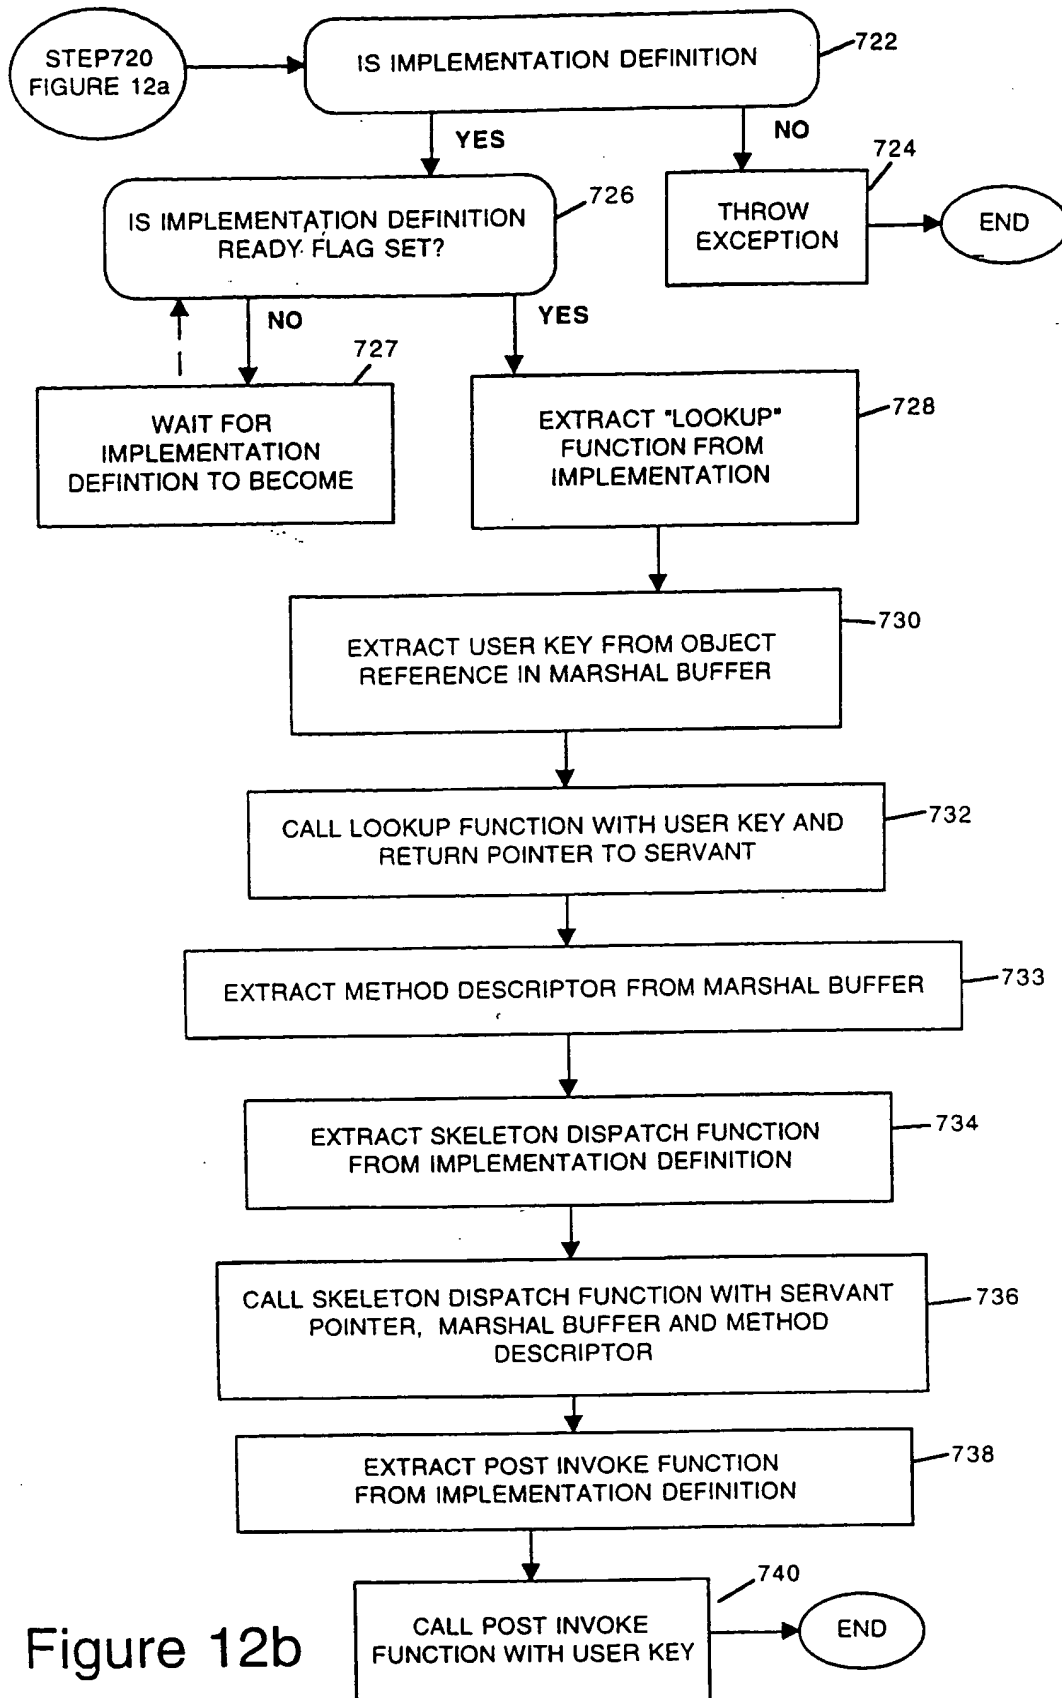 STEP720
FIGURE 12a
IS IMPLEMENTATION DEFINITION
722
YES
NO
724
THROW
EXCEPTION
END
IS IMPLEMENTATION DEFINITION
READY FLAG SET?
726
NO
YES
727
WAIT FOR
IMPLEMENTATION
DEFINTION TO BECOME
EXTRACT "LOOKUP"
FUNCTION FROM
IMPLEMENTATION
728
EXTRACT USER KEY FROM OBJECT
REFERENCE IN MARSHAL BUFFER
730
CALL LOOKUP FUNCTION WITH USER KEY AND
RETURN POINTER TO SERVANT
732
EXTRACT METHOD DESCRIPTOR FROM MARSHAL BUFFER
733
EXTRACT SKELETON DISPATCH FUNCTION
FROM IMPLEMENTATION DEFINITION
734
CALL SKELETON DISPATCH FUNCTION WITH SERVANT
POINTER, MARSHAL BUFFER AND METHOD
DESCRIPTOR
736
EXTRACT POST INVOKE FUNCTION
FROM IMPLEMENTATION DEFINITION
738
CALL POST INVOKE
FUNCTION WITH USER KEY
740
END
Figure 12b